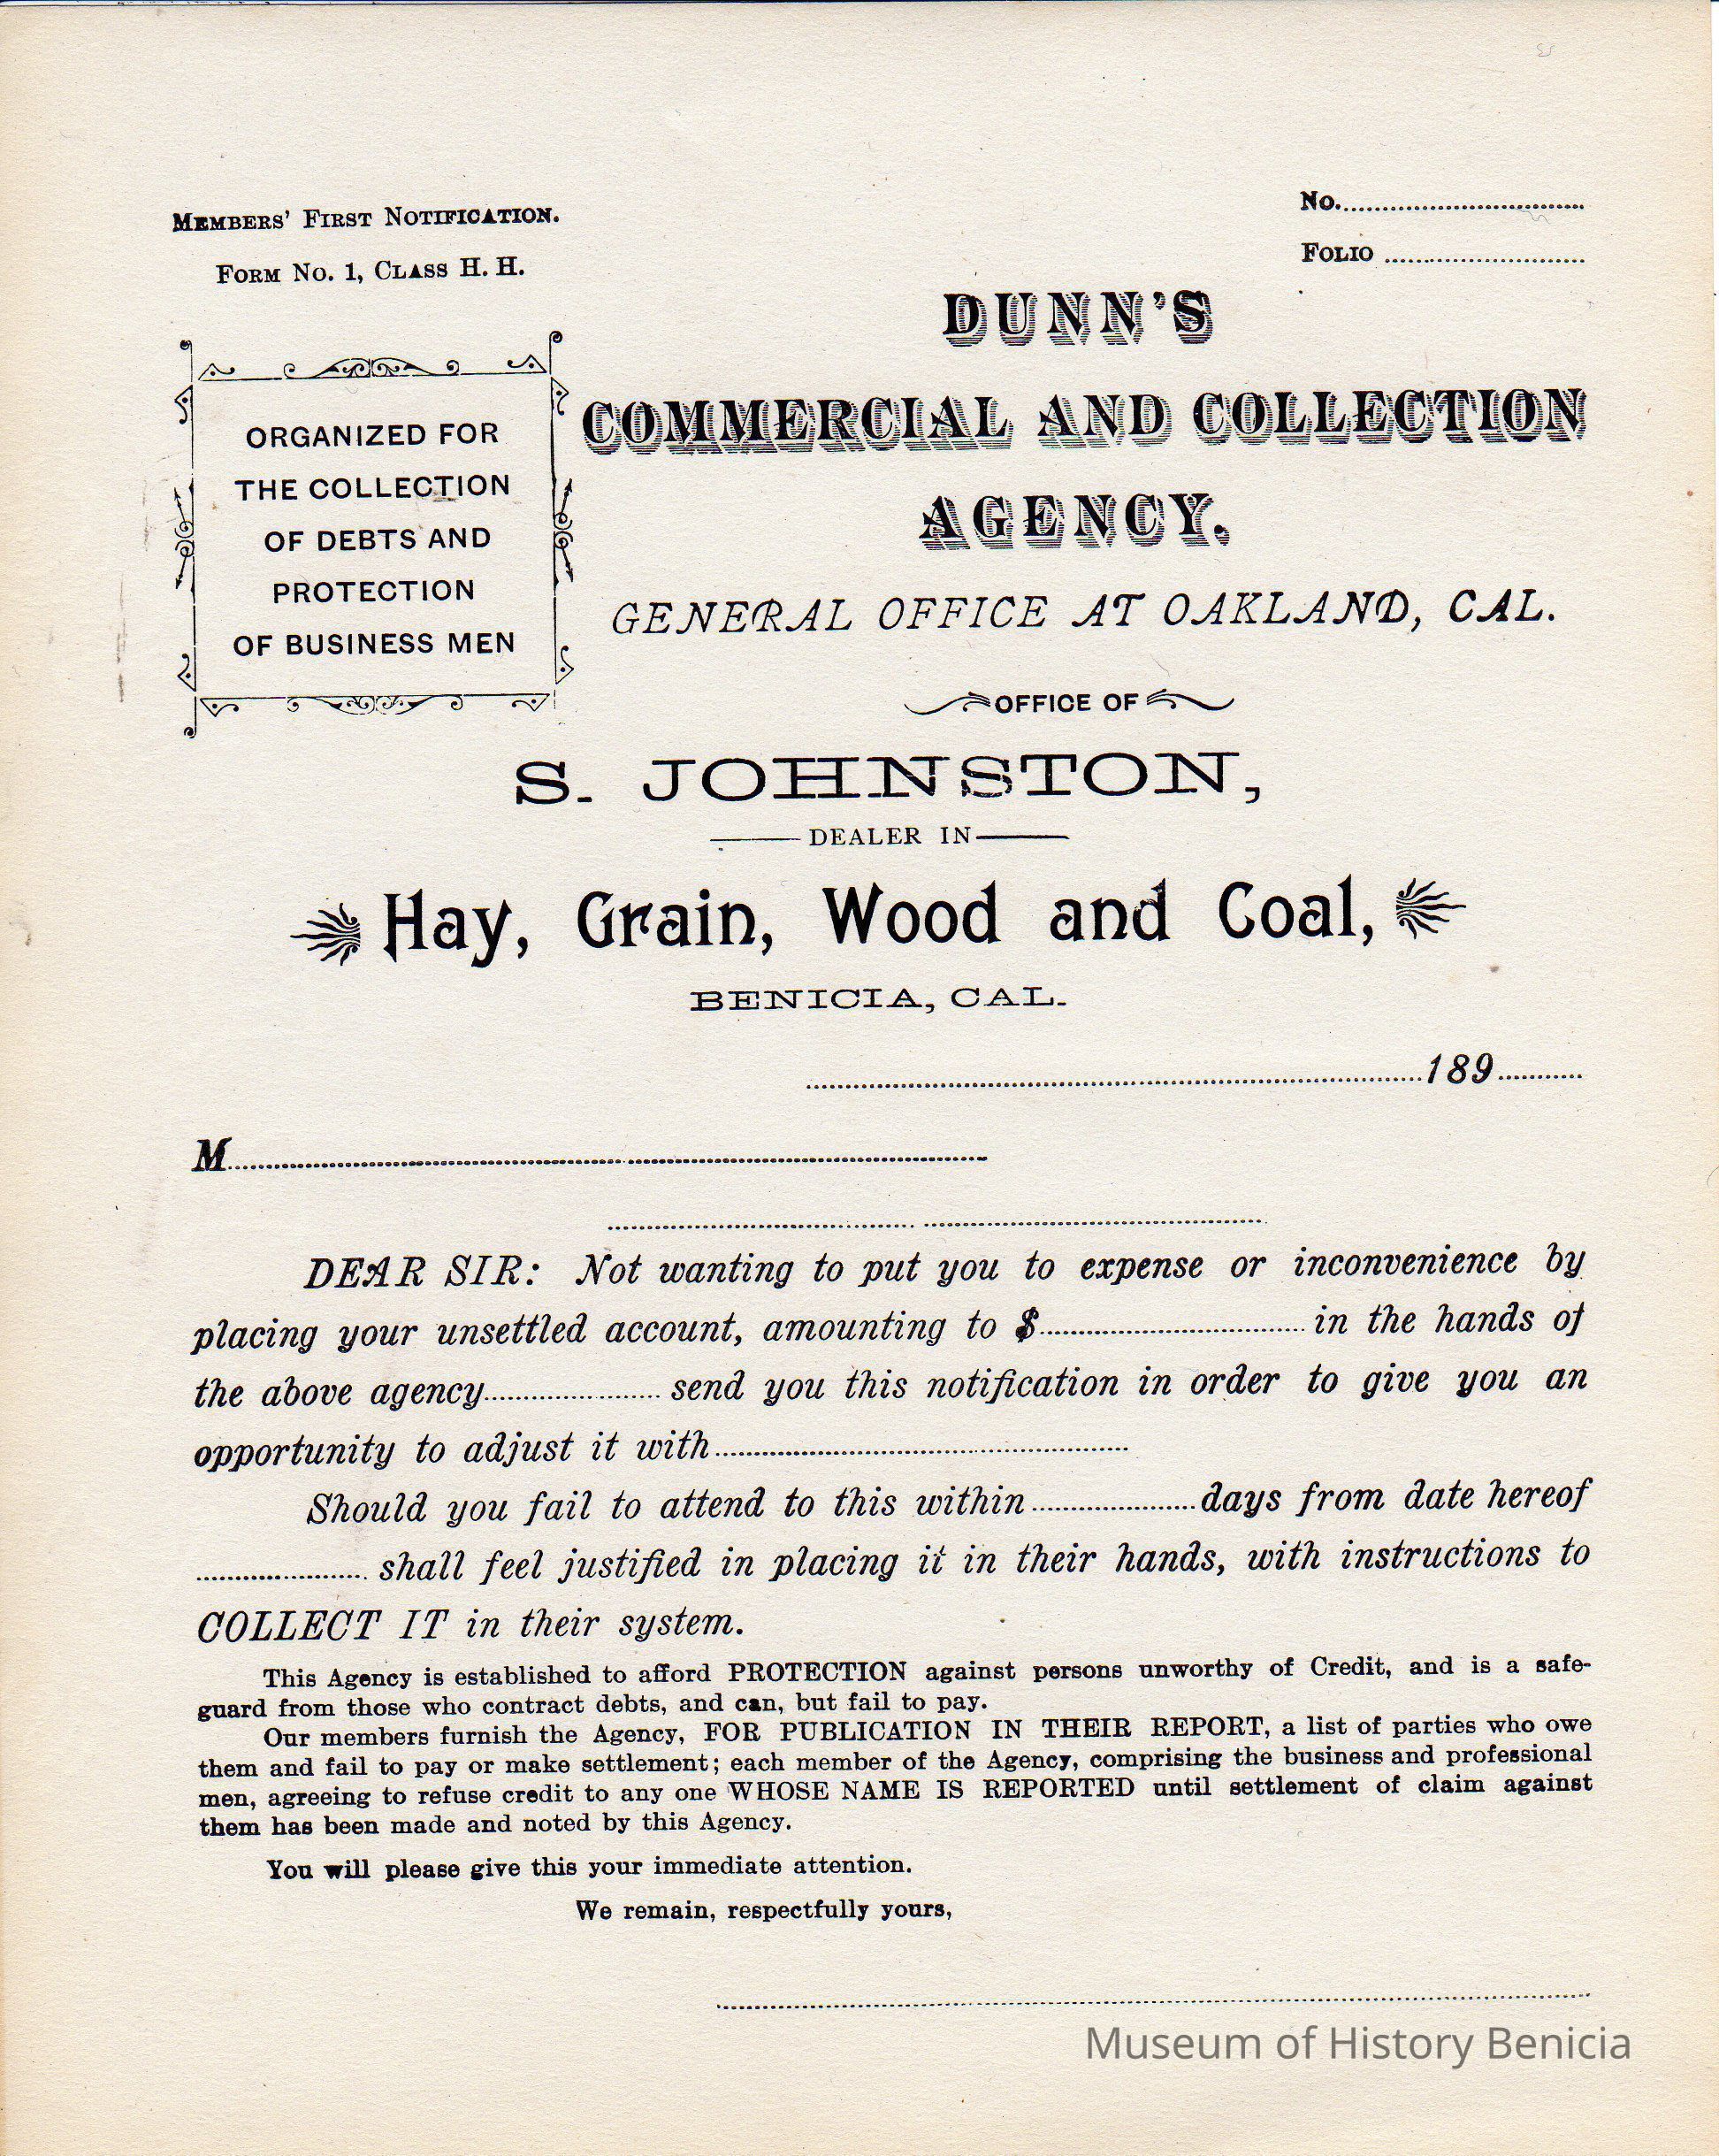 MEMBERS' FIRST NOTIFICATION.
FORM NO. 1, CLASS H. H.
NO.
FOLIO
ORGANIZED FOR
THE COLLECTION
OF DEBTS AND
PROTECTION
OF BUSINESS MEN
DUNN'S
COMMERCIAL AND COLLECTION
AGENCY.
GENERAL OFFICE AT OAKLAND, CAL.
OFFICE OF
S. JOHNSTON,
DEALER IN
Hay, Grain, Wood and Coal,
BENICIA, CAL.
189
M
DEAR SIR: Not wanting to put you to expense or inconvenience by
placing your unsettled account, amounting to $ in the hands of
the above agency send you this notification in order to give you an
opportunity to adjust it with
Should you fail to attend to this within days from date hereof
shall feel justified in placing it in their hands, with instructions to
COLLECT IT in their system.
This Agency is established to afford PROTECTION against persons unworthy of Credit, and is a safe-
guard from those who contract debts, and can, but fail to pay.
Our members furnish the Agency, FOR PUBLICATION IN THEIR REPORT, a list of parties who owe
them and fail to pay or make settlement; each member of the Agency, comprising the business and professional
men, agreeing to refuse credit to any one WHOSE NAME IS REPORTED until settlement of claim against
them has been made and noted by this Agency.
You will please give this your immediate attention.
We remain, respectfully yours,
Museum of History Benicia